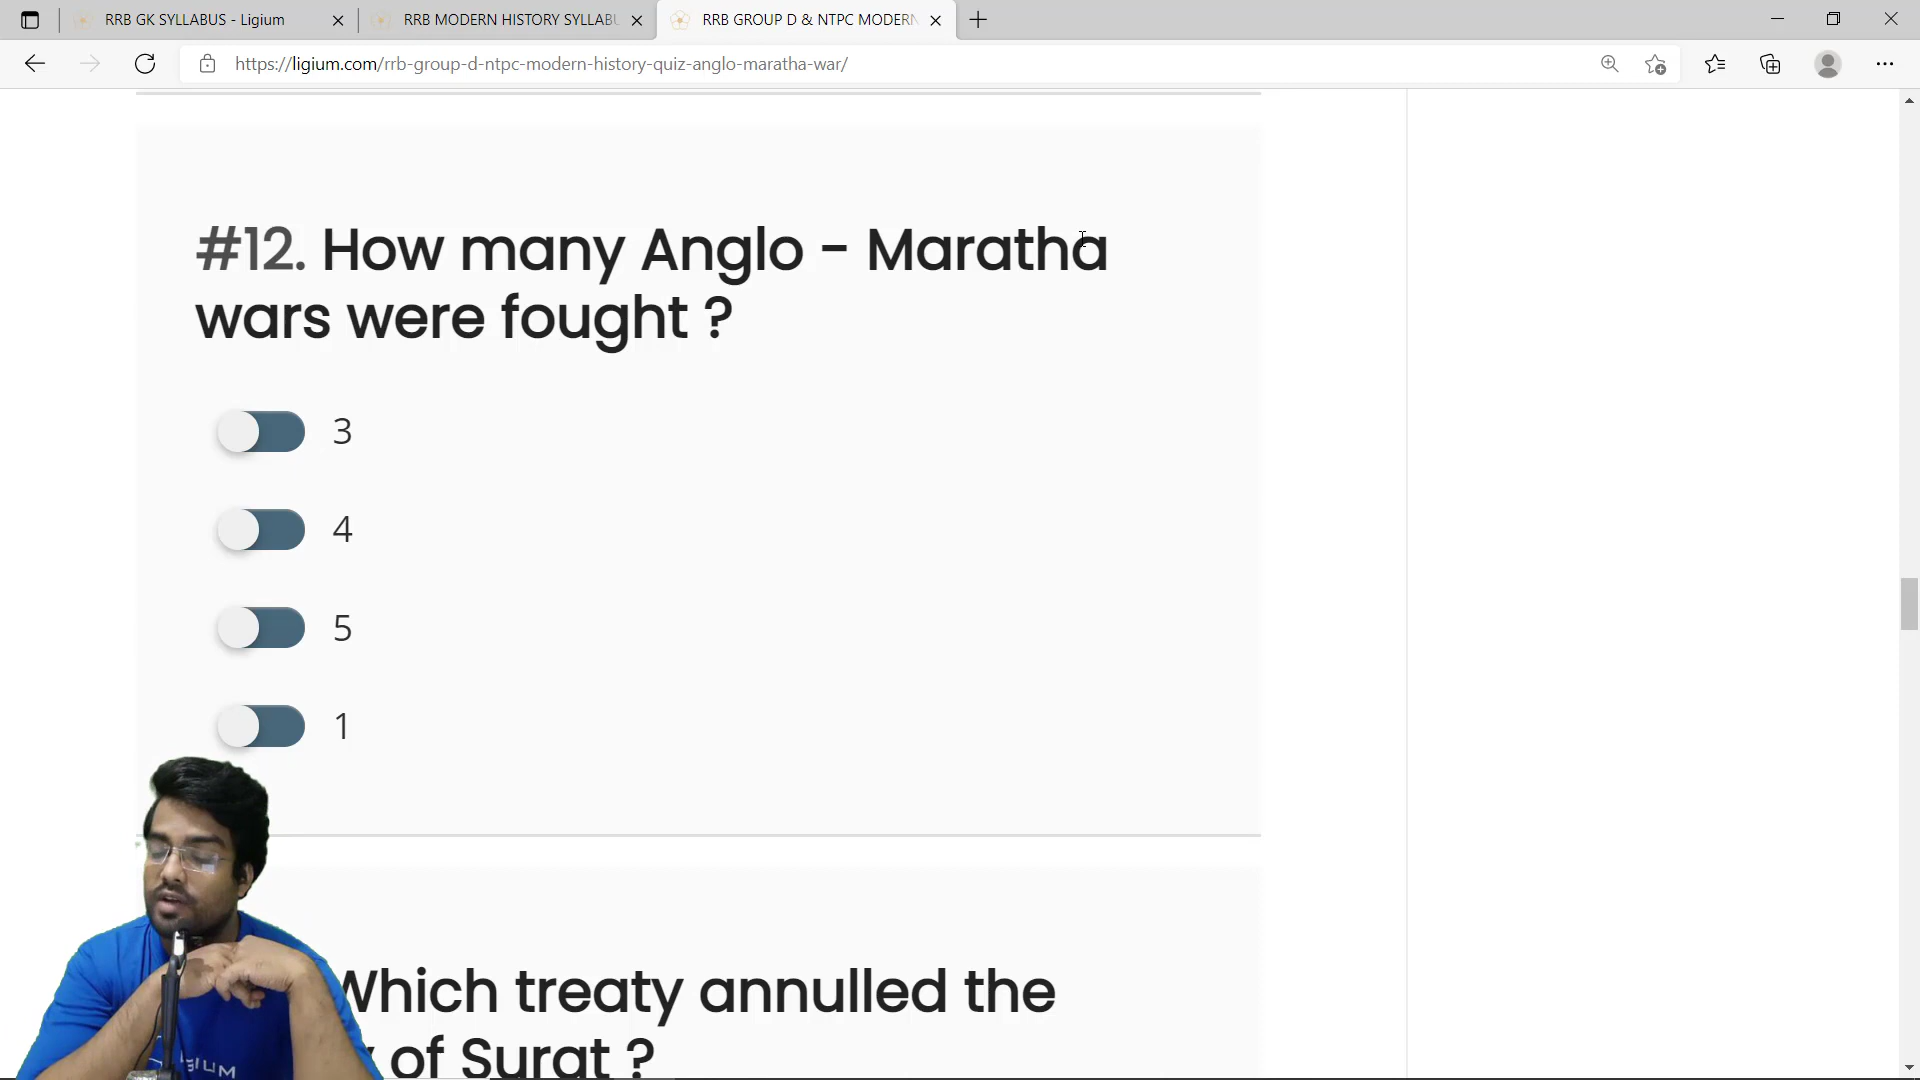 RRB GK SYLLABUS - Ligium
RRB MODERN HISTORY SYLLABU
RRB GROUP D & NTPC MODERN
https://ligium.com/rrb-group-d-ntpc-modern-history-quiz-anglo-maratha-war/
#12. How many Anglo - Maratha
wars were fought ?
3
4
5
1
Which treaty annulled the
of Surat ?
GIUM